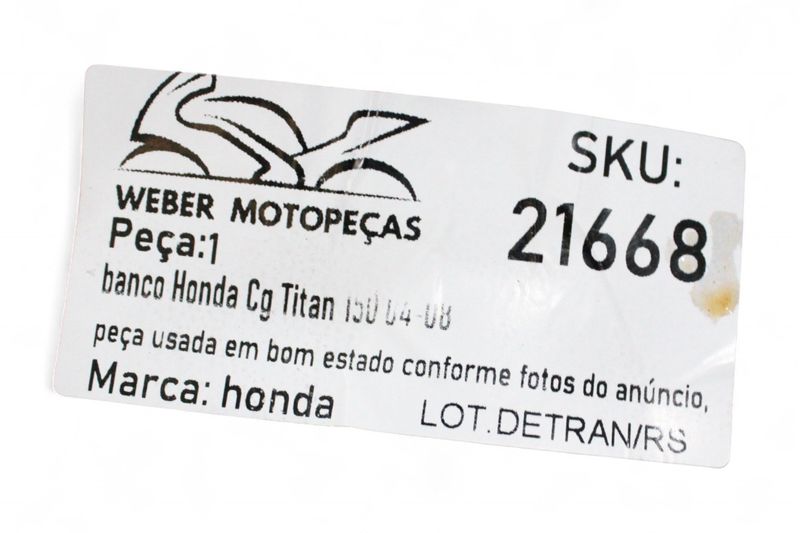 WEBER MOTOPEÇAS
SKU:
21668
Peça:1
banco Honda Cg Titan 150 04-08
peça usada em bom estado conforme fotos do anúncio,
Marca: honda
LOT.DETRAN/RS